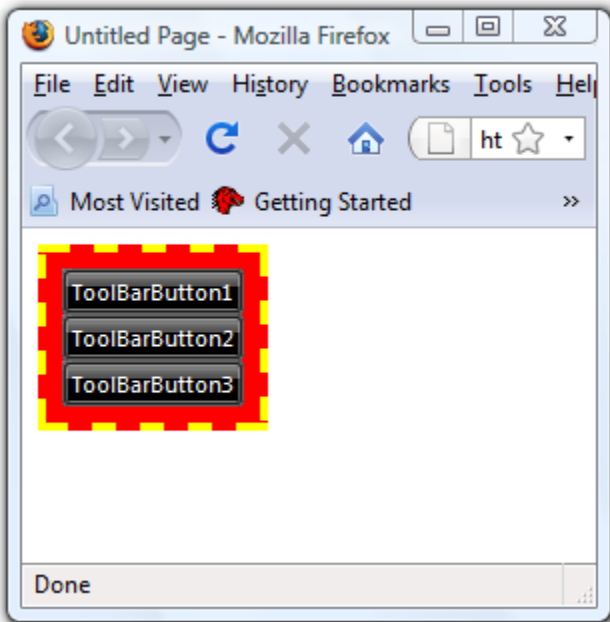 Untitled Page - Mozilla Firefox
File Edit View History Bookmarks Tools Help
ht
Most Visited Getting Started »
ToolBarButton1
ToolBarButton2
ToolBarButton3
Done